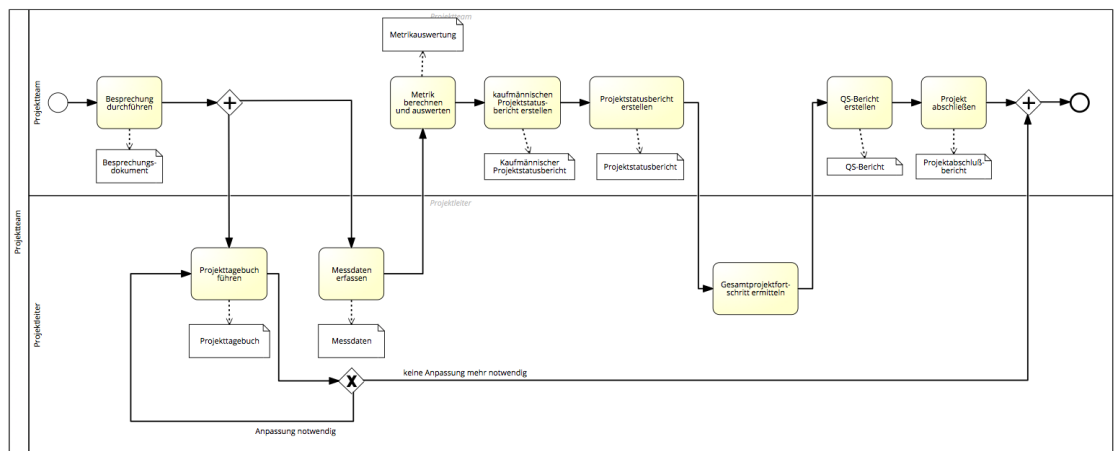 Projektteam
Projektteam
Projektteam
Metrikauswertung
Besprechung
durchführen
Metrik
berechnen
und auswerten
kaufmännischen
Projektstatus-
bericht erstellen
Projektstatusbericht
erstellen
QS-Bericht
erstellen
Projekt
abschließen
Besprechungs-
dokument
Kaufmännischer
Projektstatusbericht
Projektstatusbericht
QS-Bericht
Projektabschluß-
bericht
Projektleiter
Projektleiter
Projekttagebuch
führen
Messdaten
erfassen
Gesamtprojektfort-
schritt ermitteln
Projekttagebuch
Messdaten
keine Anpassung mehr notwendig
Anpassung notwendig